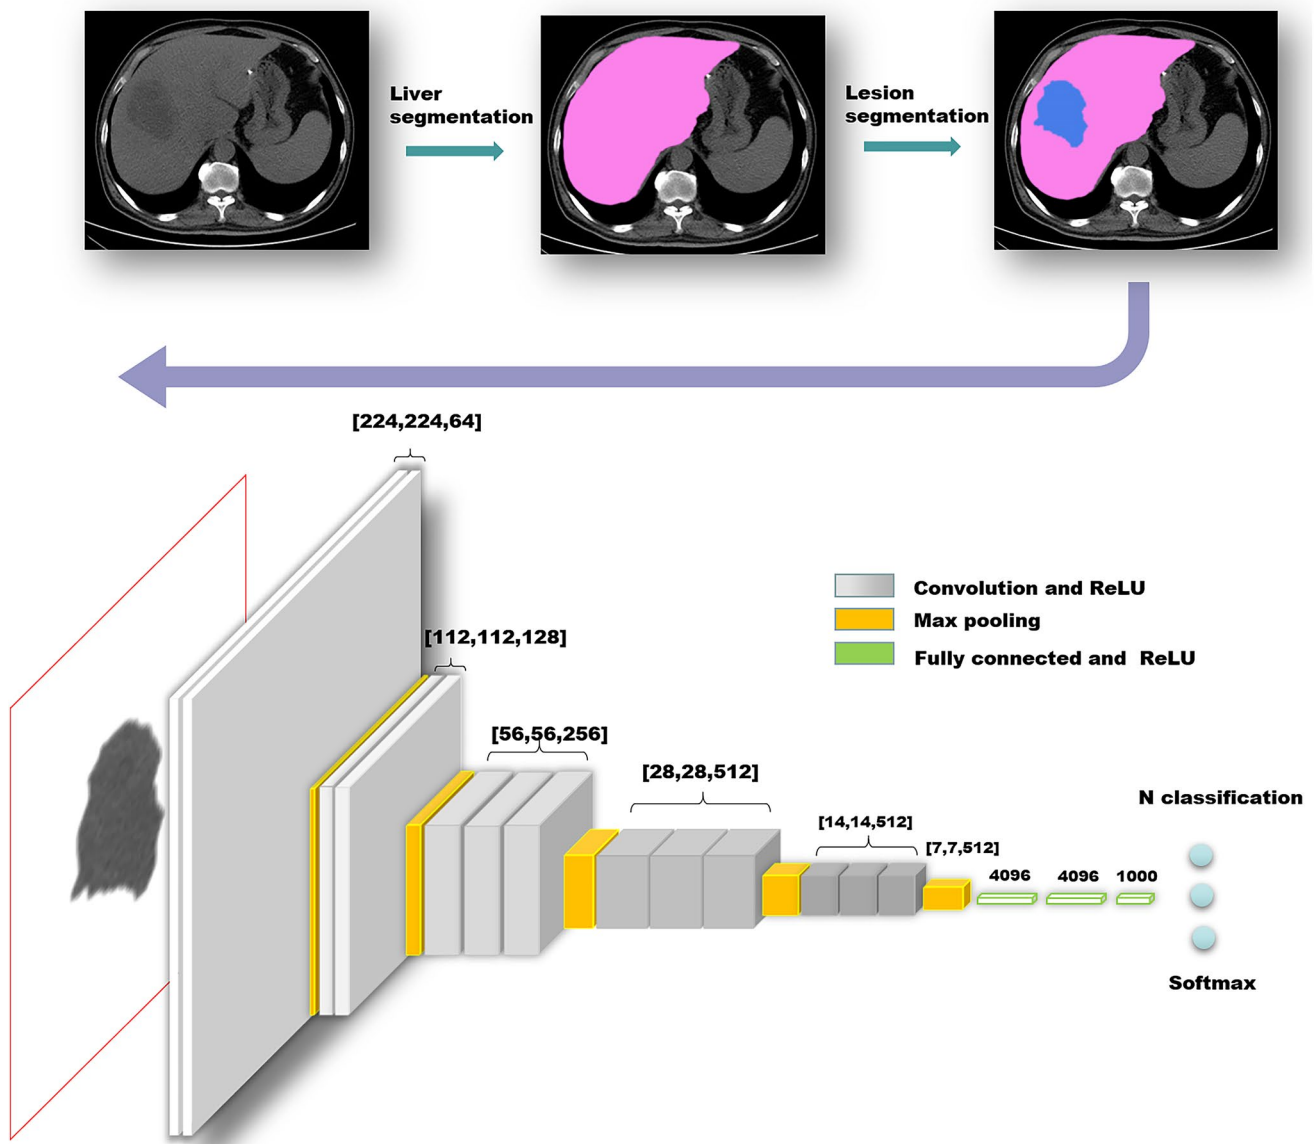 Liver
segmentation
Lesion
segmentation
[224,224,64]
[112,112,128]
[56,56,256]
[28,28,512]
[14,14,512]
[7,7,512]
4096
4096
1000
Convolution and ReLU
Max pooling
Fully connected and ReLU
N classification
Softmax